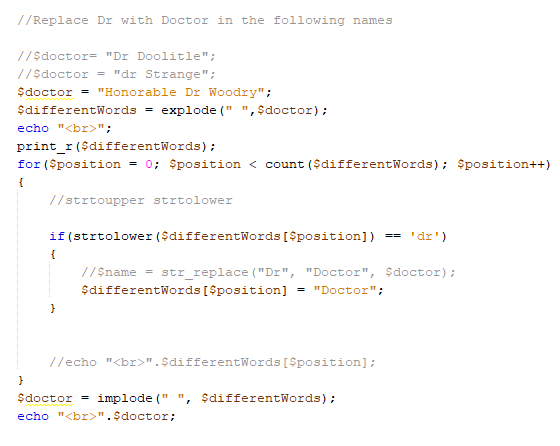 //Replace Dr with Doctor in the following names
//$doctor= "Dr Doolitle";
//$doctor = "dr Strange";
$doctor = "Honorable Dr Woodry";
$differentWords = explode(" ",$doctor);
echo "<br>";
print_r($differentWords);
for($position = 0; $position < count($differentWords); $position++)
{
//strtoupper strtolower
if(strtolower($differentWords[$position]) == 'dr')
{
//$name = str_replace("Dr", "Doctor", $doctor);
$differentWords[$position] = "Doctor";
}
//echo "<br>".$differentWords[$position];
}
$doctor = implode(" ", $differentWords);
echo "<br>".$doctor;